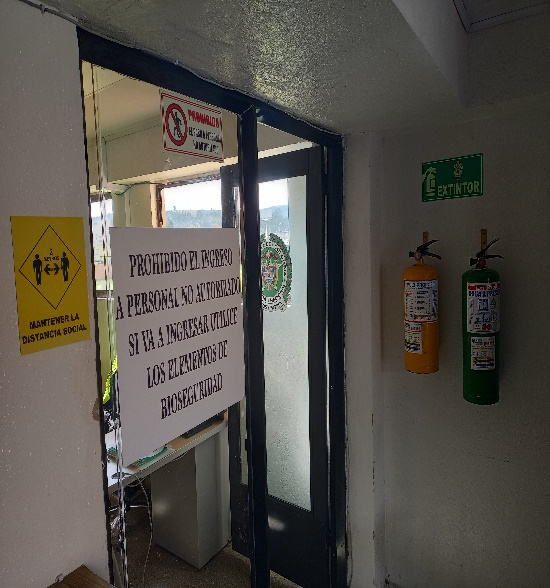 PROHIBIDO
EXTINTOR
PROHIBIDO EL INGRESO
A PERSONAL NO AUTORIZADO
SI VA A INGRESAR UTILICE
LOS ELEMENTOS DE
BIOSEGURIDAD
MANTENER LA
DISTANCIA SOCIAL